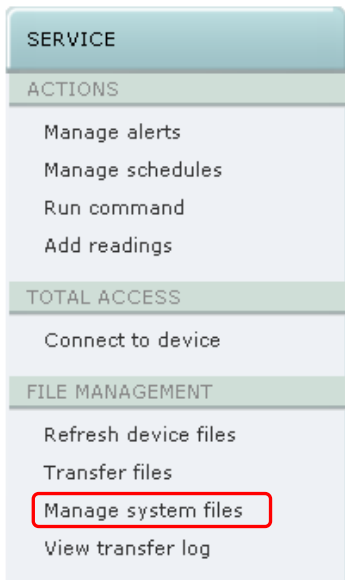 SERVICE
ACTIONS
Manage alerts
Manage schedules
Run command
Add readings
TOTAL ACCESS
Connect to device
FILE MANAGEMENT
Refresh device files
Transfer files
Manage system files
View transfer log